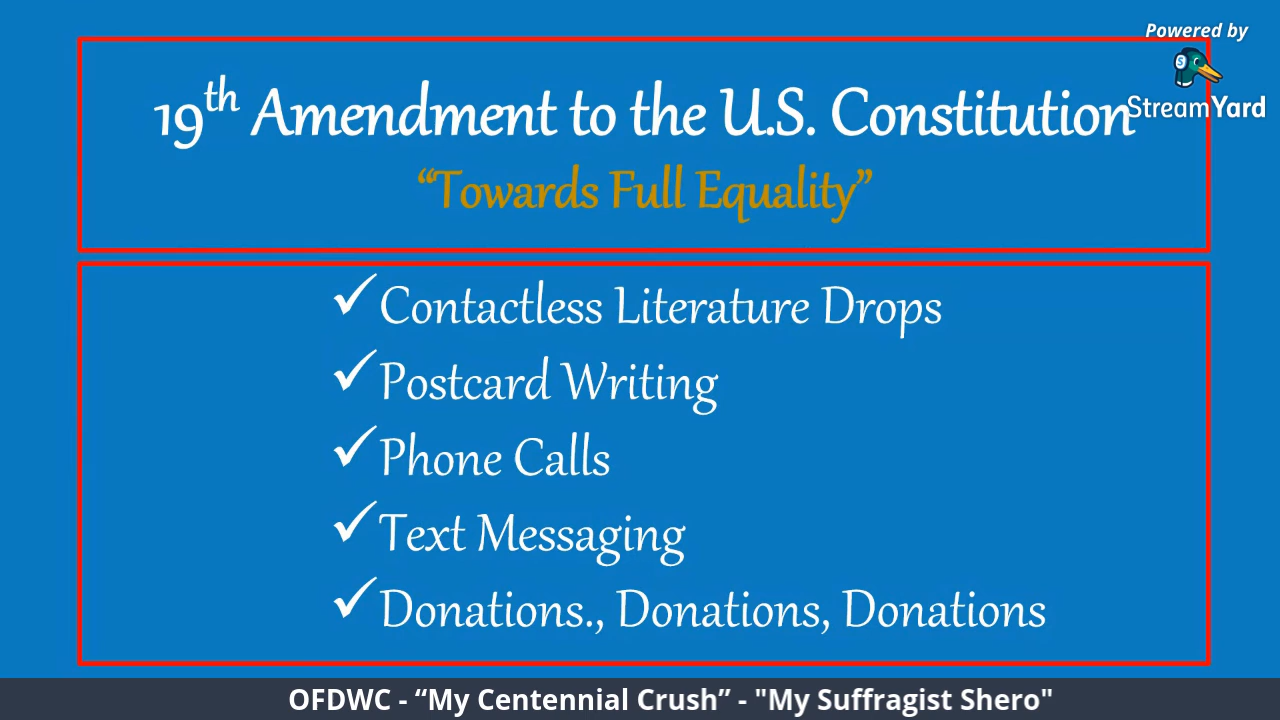 Powered by
StreamYard
19th Amendment to the U.S. Constitution
“Towards Full Equality”
✓Contactless Literature Drops
✓Postcard Writing
✓Phone Calls
✓Text Messaging
✓Donations., Donations, Donations
OFDWC - “My Centennial Crush” - "My Suffragist Shero"